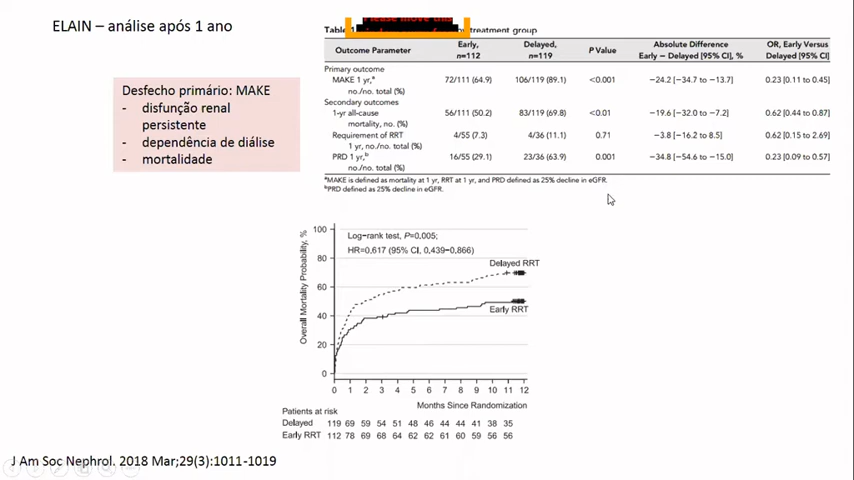 ELAIN – análise após 1 ano
Please move this
Table 1. treatment group
Outcome Parameter Early, n=112 Delayed, n=119 P Value Absolute Difference Early – Delayed [95% CI], % OR, Early Versus Delayed [95% CI]
Primary outcome
MAKE 1 yr,a no./no. total (%) 72/111 (64.9) 106/119 (89.1) <0.001 −24.2 [−34.7 to −13.7) 0.23 [0.11 to 0.45]
Secondary outcomes
1-yr all-cause mortality, no. (%) 56/111 (50.2) 83/119 (69.8) <0.01 −19.6 [−32.0 to −7.2) 0.62 [0.44 to 0.87]
Requirement of RRT 1 yr, no./no. total (%) 4/55 (7.3) 4/36 (11.1) 0.71 −3.8 [−16.2 to 8.5] 0.62 [0.15 to 2.69]
PRD 1 yr,b no./no. total (%) 16/55 (29.1) 23/36 (63.9) 0.001 −34.8 [−54.6 to −15.0) 0.23 [0.09 to 0.57]
aMAKE is defined as mortality at 1 yr, RRT at 1 yr, and PRD defined as 25% decline in eGFR.
bPRD defined as 25% decline in eGFR.
Desfecho primário: MAKE
- disfunção renal
persistente
- dependência de diálise
- mortalidade
Overall Mortality Probability, %
100
80
60
40
20
0
Log−rank test, P=0.005;
HR=0.617 (95% CI, 0.439−0.866)
Delayed RRT
Early RRT
0 1 2 3 4 5 6 7 8 9 10 11 12
Months Since Randomization
Patients at risk
Delayed 119 69 59 54 51 48 46 44 44 41 38 35
Early RRT 112 78 69 68 64 62 62 61 60 59 56 56
J Am Soc Nephrol. 2018 Mar;29(3):1011-1019